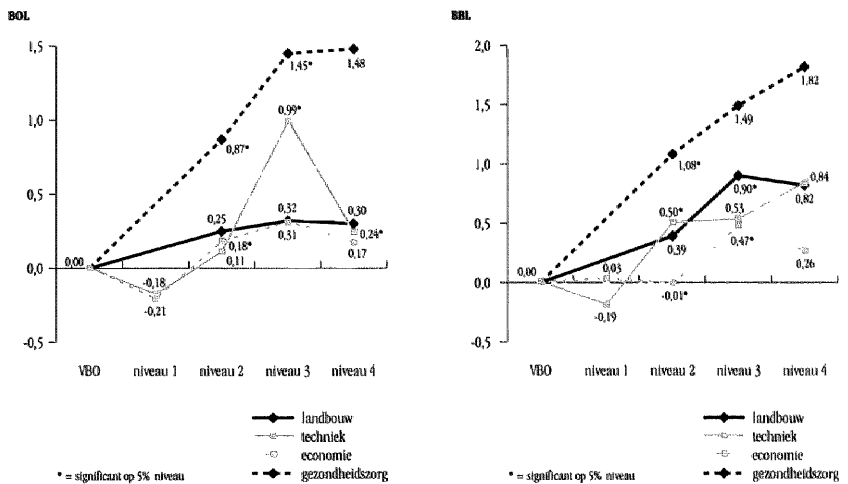 BOL
1,5
1,0
0,5
0,0
-0,5
0,00
-0,18
-0,21
0,87*
0,25
0,18*
0,11
1,45*
0,99*
0,32
0,31
1,48
0,30
0,24*
0,17
VBO niveau 1 niveau 2 niveau 3 niveau 4
landbouw
techniek
economie
gezondheidszorg
* = significant op 5% niveau
BBL
2,0
1,5
1,0
0,5
0,0
-0,5
0,00
0,03
-0,19
1,08*
0,50*
0,39
-0,01*
1,49
0,90*
0,53
0,47*
1,82
0,84
0,82
0,26
VBO niveau 1 niveau 2 niveau 3 niveau 4
landbouw
techniek
economie
gezondheidszorg
* = significant op 5% niveau